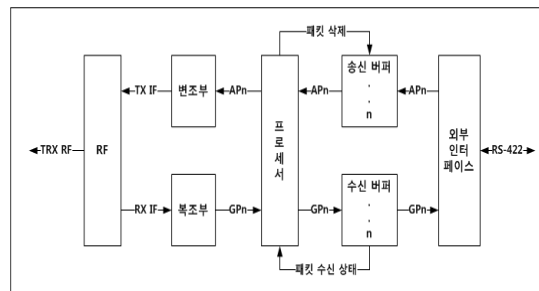 패킷 삭제
송신 버퍼
.
.
n
변조부
TX IF
APn
APn
APn
RF
TRX RF
프로세서
외부
인터
페이스
RS-422
RX IF
복조부
GPn
GPn
수신 버퍼
.
.
n
GPn
패킷 수신 상태